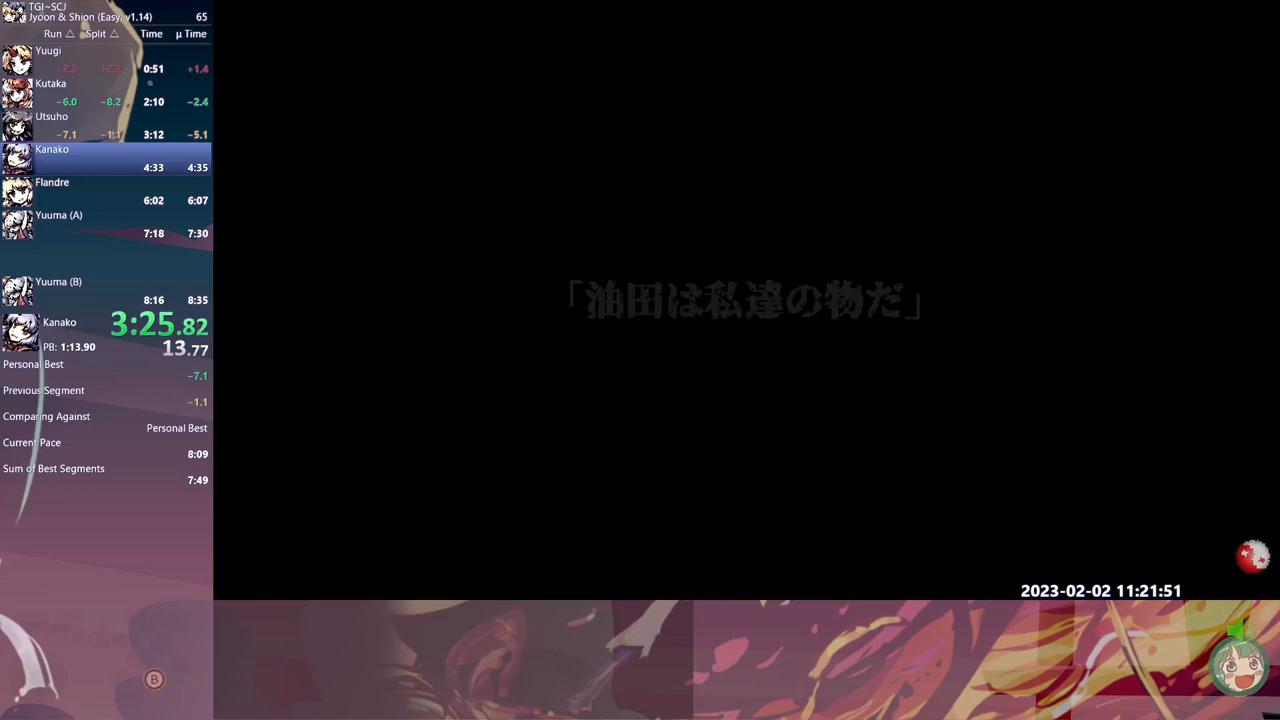 TGI~SCJ
Jyoon & Shion (Easy, v1.14) 65
Run △ Split △ Time μ Time
Yuugi
+2.2 +2.2 0:51 +1.4
Kutaka
−6.0 −8.2 2:10 −2.4
Utsuho
−7.1 −1.1 3:12 −5.1
Kanako
4:33 4:35
Flandre
6:02 6:07
Yuuma (A)
7:18 7:30
Yuuma (B)
8:16 8:35
Kanako 3:25.82
PB: 1:13.90 13.77
Personal Best
−7.1
Previous Segment
−1.1
Comparing Against
Personal Best
Current Pace
8:09
Sum of Best Segments
7:49
「油田は私達の物だ」
2023-02-02 11:21:51
B